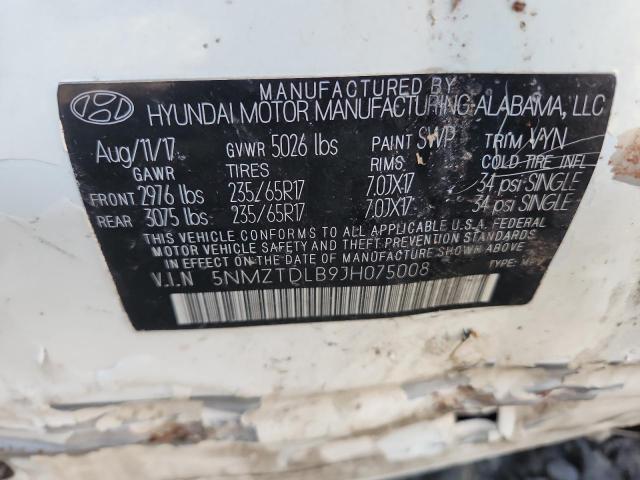 MANUFACTURED BY
HYUNDAI MOTOR MANUFACTURING ALABAMA, LLC
Aug/11/17 GVWR 5026 lbs PAINT SWP TRIM VYN
GAWR TIRES RIMS COLD TIRE INFL
FRONT 2976 lbs 235/65R17 7.0JX17 34 psi SINGLE
REAR 3075 lbs 235/65R17 7.0JX17 34 psi SINGLE
THIS VEHICLE CONFORMS TO ALL APPLICABLE U.S.A. FEDERAL
MOTOR VEHICLE SAFETY AND THEFT PREVENTION STANDARDS
IN EFFECT ON THE DATE OF MANUFACTURE SHOWN ABOVE.
V.I.N 5NMZTDLB9JH075008 TYPE: MPV